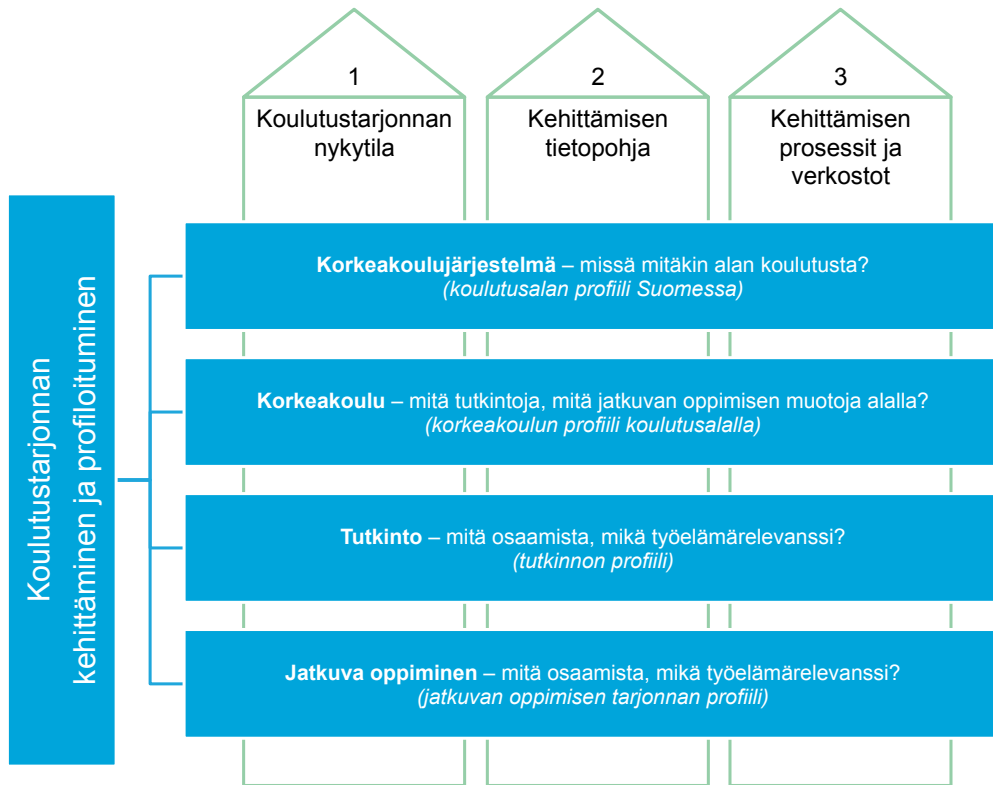 1
Koulutustarjonnan
nykytila
2
Kehittämisen
tietopohja
3
Kehittämisen
prosessit ja
verkostot
Koulutustarjonnan
kehittäminen ja profiloituminen
Korkeakoulujärjestelmä – missä mitäkin alan koulutusta?
(koulutusalan profiili Suomessa)
Korkeakoulu – mitä tutkintoja, mitä jatkuvan oppimisen muotoja alalla?
(korkeakoulun profiili koulutusalalla)
Tutkinto – mitä osaamista, mikä työelämärelevanssi?
(tutkinnon profiili)
Jatkuva oppiminen – mitä osaamista, mikä työelämärelevanssi?
(jatkuvan oppimisen tarjonnan profiili)